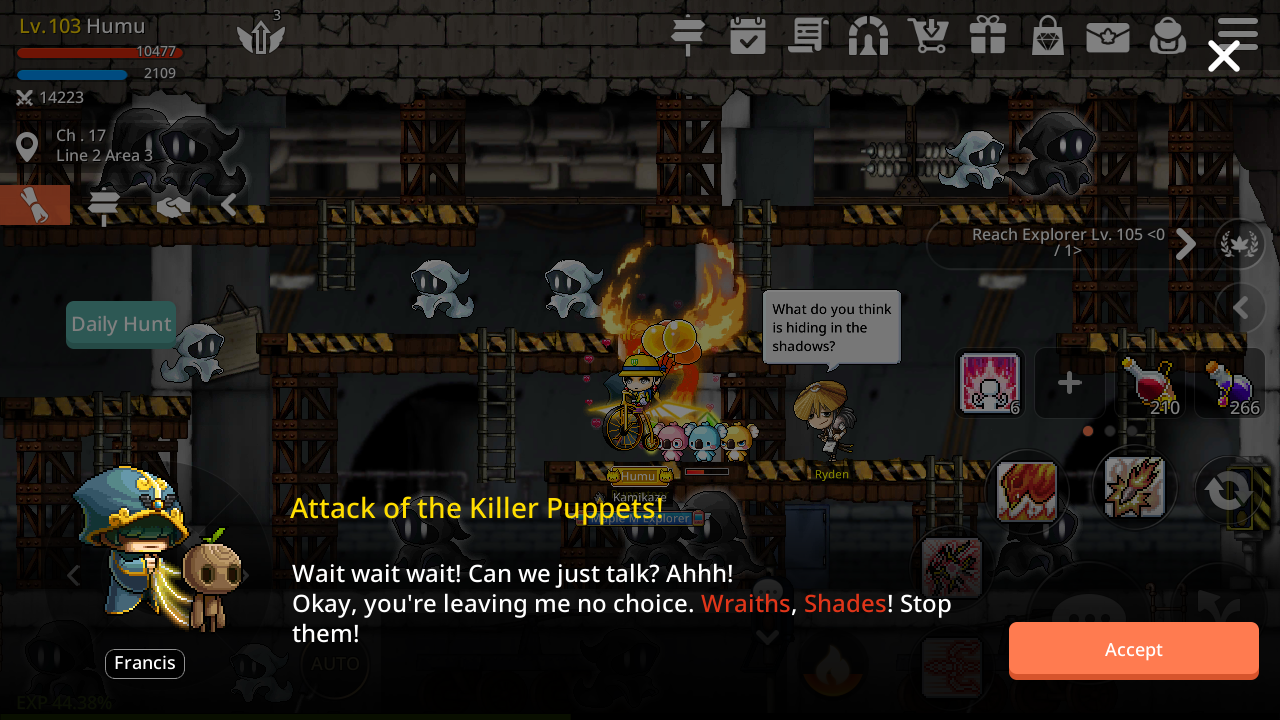 Lv.103 Humu
3
10477
2109
14223
Ch . 17
Line 2 Area 3
Reach Explorer Lv. 105 <0
/ 1>
Daily Hunt
What do you think
is hiding in the
shadows?
6
210
266
Humu
Ryden
Kamikaze
Maple M Explorer
Attack of the Killer Puppets!
Wait wait wait! Can we just talk? Ahhh!
Okay, you're leaving me no choice. Wraiths, Shades! Stop
them!
Accept
Francis
AUTO
EXP 44.38%